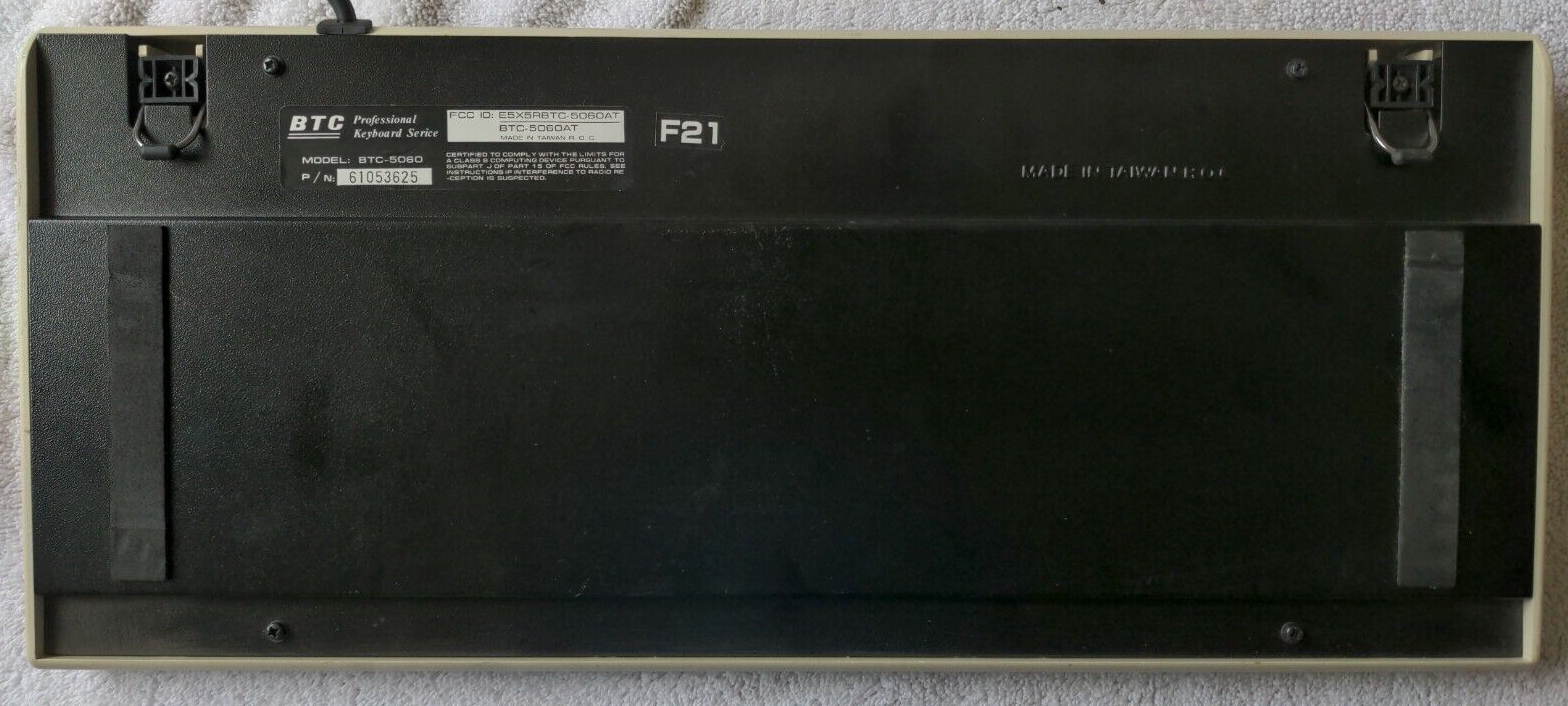 BTC Professional
Keyboard Serice
MODEL: BTC-5060
P/N: 61053625
FCC ID: E5X5RBTC-5060AT
BTC-5060AT
MADE IN TAIWAN R. O. C.
CERTIFIED TO COMPLY WITH THE LIMITS FOR
A CLASS B COMPUTING DEVICE PURSUANT TO
SUBPART J OF PART 15 OF FCC RULES. SEE
INSTRUCTIONS IF INTERFERENCE TO RADIO RE
-CEPTION IS SUSPECTED.
F21
MADE IN TAIWAN R O C